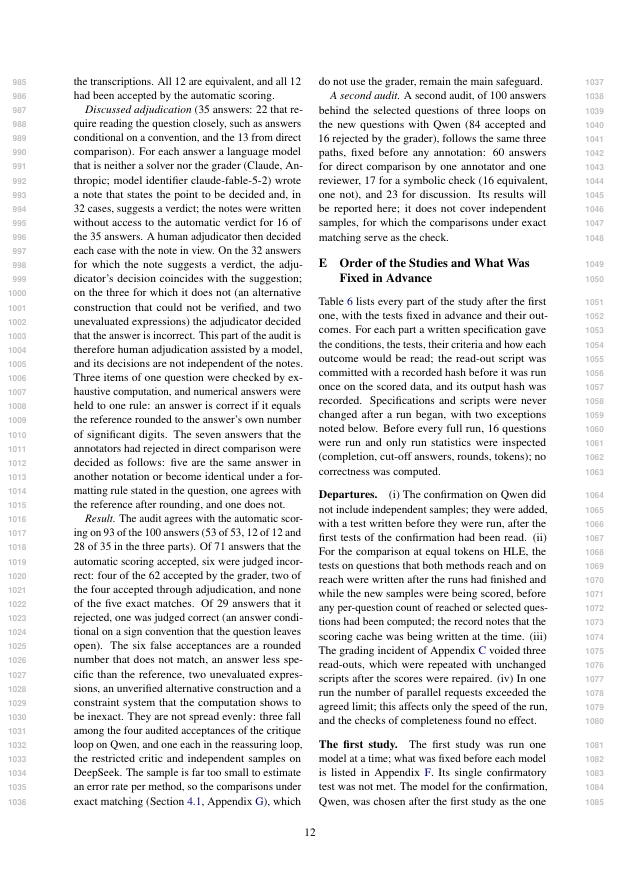 985 the transcriptions. All 12 are equivalent, and all 12
986 had been accepted by the automatic scoring.
987 Discussed adjudication (35 answers: 22 that re-
988 quire reading the question closely, such as answers
989 conditional on a convention, and the 13 from direct
990 comparison). For each answer a language model
991 that is neither a solver nor the grader (Claude, An-
992 thropic; model identifier claude-fable-5-2) wrote
993 a note that states the point to be decided and, in
994 32 cases, suggests a verdict; the notes were written
995 without access to the automatic verdict for 16 of
996 the 35 answers. A human adjudicator then decided
997 each case with the note in view. On the 32 answers
998 for which the note suggests a verdict, the adju-
999 dicator's decision coincides with the suggestion;
1000 on the three for which it does not (an alternative
1001 construction that could not be verified, and two
1002 unevaluated expressions) the adjudicator decided
1003 that the answer is incorrect. This part of the audit is
1004 therefore human adjudication assisted by a model,
1005 and its decisions are not independent of the notes.
1006 Three items of one question were checked by ex-
1007 haustive computation, and numerical answers were
1008 held to one rule: an answer is correct if it equals
1009 the reference rounded to the answer's own number
1010 of significant digits. The seven answers that the
1011 annotators had rejected in direct comparison were
1012 decided as follows: five are the same answer in
1013 another notation or become identical under a for-
1014 matting rule stated in the question, one agrees with
1015 the reference after rounding, and one does not.
1016 Result. The audit agrees with the automatic scor-
1017 ing on 93 of the 100 answers (53 of 53, 12 of 12 and
1018 28 of 35 in the three parts). Of 71 answers that the
1019 automatic scoring accepted, six were judged incor-
1020 rect: four of the 62 accepted by the grader, two of
1021 the four accepted through adjudication, and none
1022 of the five exact matches. Of 29 answers that it
1023 rejected, one was judged correct (an answer condi-
1024 tional on a sign convention that the question leaves
1025 open). The six false acceptances are a rounded
1026 number that does not match, an answer less spe-
1027 cific than the reference, two unevaluated expres-
1028 sions, an unverified alternative construction and a
1029 constraint system that the computation shows to
1030 be inexact. They are not spread evenly: three fall
1031 among the four audited acceptances of the critique
1032 loop on Qwen, and one each in the reassuring loop,
1033 the restricted critic and independent samples on
1034 DeepSeek. The sample is far too small to estimate
1035 an error rate per method, so the comparisons under
1036 exact matching (Section 4.1, Appendix G), which
do not use the grader, remain the main safeguard. 1037
A second audit. A second audit, of 100 answers 1038
behind the selected questions of three loops on 1039
the new questions with Qwen (84 accepted and 1040
16 rejected by the grader), follows the same three 1041
paths, fixed before any annotation: 60 answers 1042
for direct comparison by one annotator and one 1043
reviewer, 17 for a symbolic check (16 equivalent, 1044
one not), and 23 for discussion. Its results will 1045
be reported here; it does not cover independent 1046
samples, for which the comparisons under exact 1047
matching serve as the check. 1048
E Order of the Studies and What Was 1049
Fixed in Advance 1050
Table 6 lists every part of the study after the first 1051
one, with the tests fixed in advance and their out- 1052
comes. For each part a written specification gave 1053
the conditions, the tests, their criteria and how each 1054
outcome would be read; the read-out script was 1055
committed with a recorded hash before it was run 1056
once on the scored data, and its output hash was 1057
recorded. Specifications and scripts were never 1058
changed after a run began, with two exceptions 1059
noted below. Before every full run, 16 questions 1060
were run and only run statistics were inspected 1061
(completion, cut-off answers, rounds, tokens); no 1062
correctness was computed. 1063
Departures. (i) The confirmation on Qwen did 1064
not include independent samples; they were added, 1065
with a test written before they were run, after the 1066
first tests of the confirmation had been read. (ii) 1067
For the comparison at equal tokens on HLE, the 1068
tests on questions that both methods reach and on 1069
reach were written after the runs had finished and 1070
while the new samples were being scored, before 1071
any per-question count of reached or selected ques- 1072
tions had been computed; the record notes that the 1073
scoring cache was being written at the time. (iii) 1074
The grading incident of Appendix C voided three 1075
read-outs, which were repeated with unchanged 1076
scripts after the scores were repaired. (iv) In one 1077
run the number of parallel requests exceeded the 1078
agreed limit; this affects only the speed of the run, 1079
and the checks of completeness found no effect. 1080
The first study. The first study was run one 1081
model at a time; what was fixed before each model 1082
is listed in Appendix F. Its single confirmatory 1083
test was not met. The model for the confirmation, 1084
Qwen, was chosen after the first study as the one 1085
12